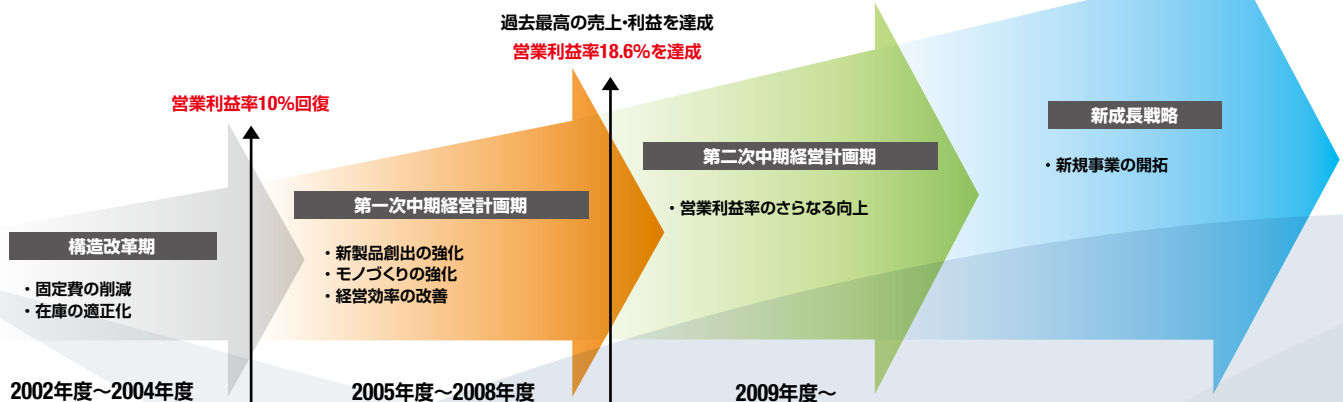 過去最高の売上・利益を達成
営業利益率18.6%を達成
営業利益率10%回復
構造改革期
・固定費の削減
・在庫の適正化
2002年度～2004年度
第一次中期経営計画期
・新製品創出の強化
・モノづくりの強化
・経営効率の改善
2005年度～2008年度
第二次中期経営計画期
・営業利益率のさらなる向上
2009年度～
新成長戦略
・新規事業の開拓